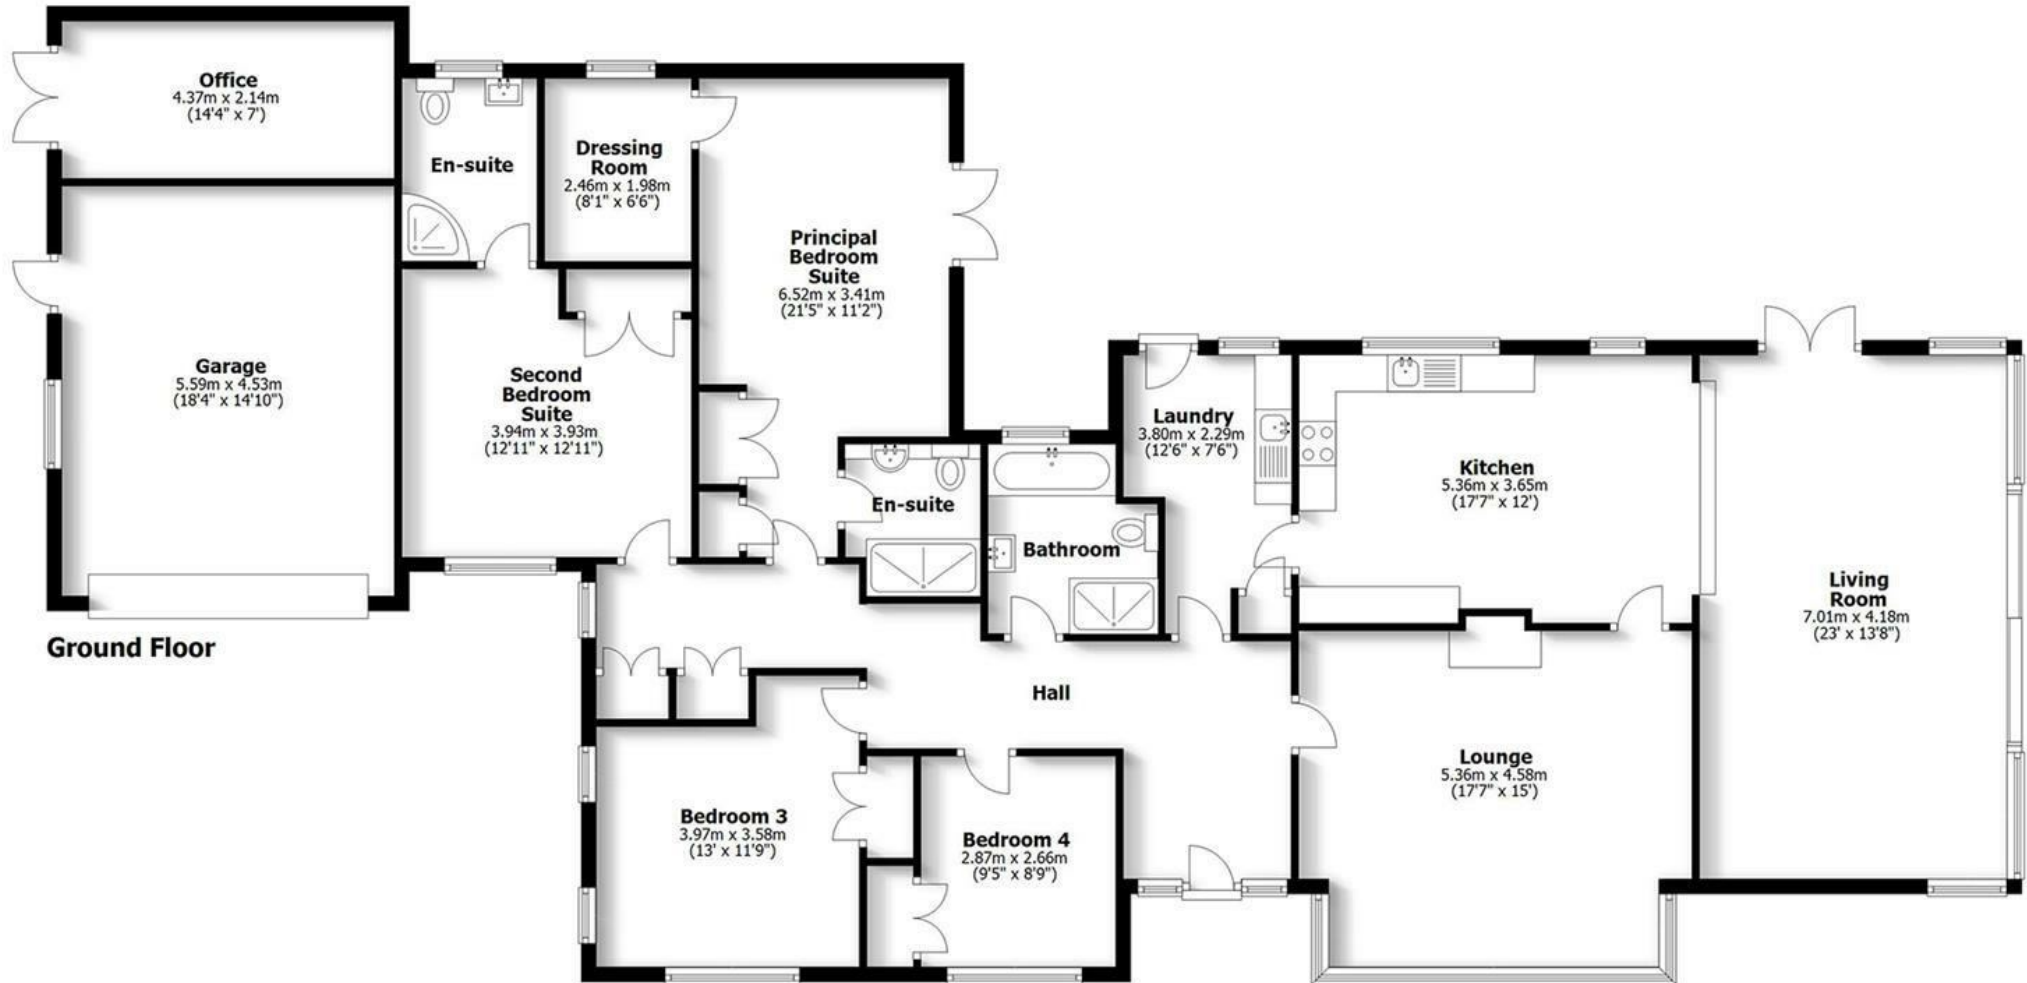 Office
4.37m x 2.14m
(14'4" x 7')
En-suite
Dressing
Room
2.46m x 1.98m
(8'1" x 6'6")
Principal
Bedroom
Suite
6.52m x 3.41m
(21'5" x 11'2")
Garage
5.59m x 4.53m
(18'4" x 14'10")
Second
Bedroom
Suite
3.94m x 3.93m
(12'11" x 12'11")
Laundry
3.80m x 2.29m
(12'6" x 7'6")
Kitchen
5.36m x 3.65m
(17'7" x 12')
En-suite
Bathroom
Living
Room
7.01m x 4.18m
(23' x 13'8")
Ground Floor
Hall
Lounge
5.36m x 4.58m
(17'7" x 15')
Bedroom 3
3.97m x 3.58m
(13' x 11'9")
Bedroom 4
2.87m x 2.66m
(9'5" x 8'9")